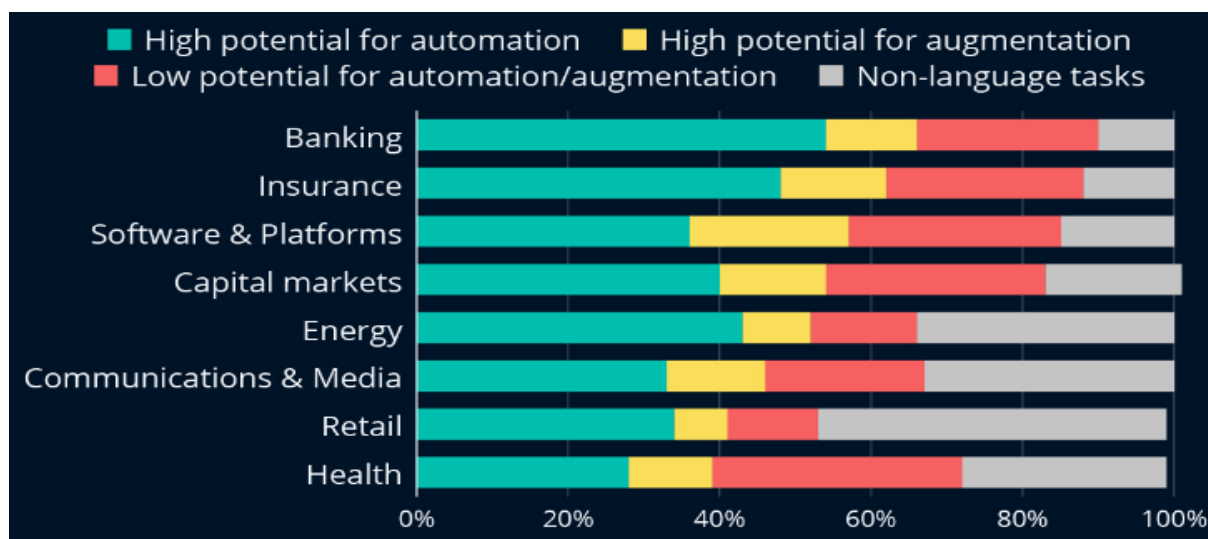 High potential for automation High potential for augmentation
Low potential for automation/augmentation Non-language tasks
Banking
Insurance
Software & Platforms
Capital markets
Energy
Communications & Media
Retail
Health
0% 20% 40% 60% 80% 100%